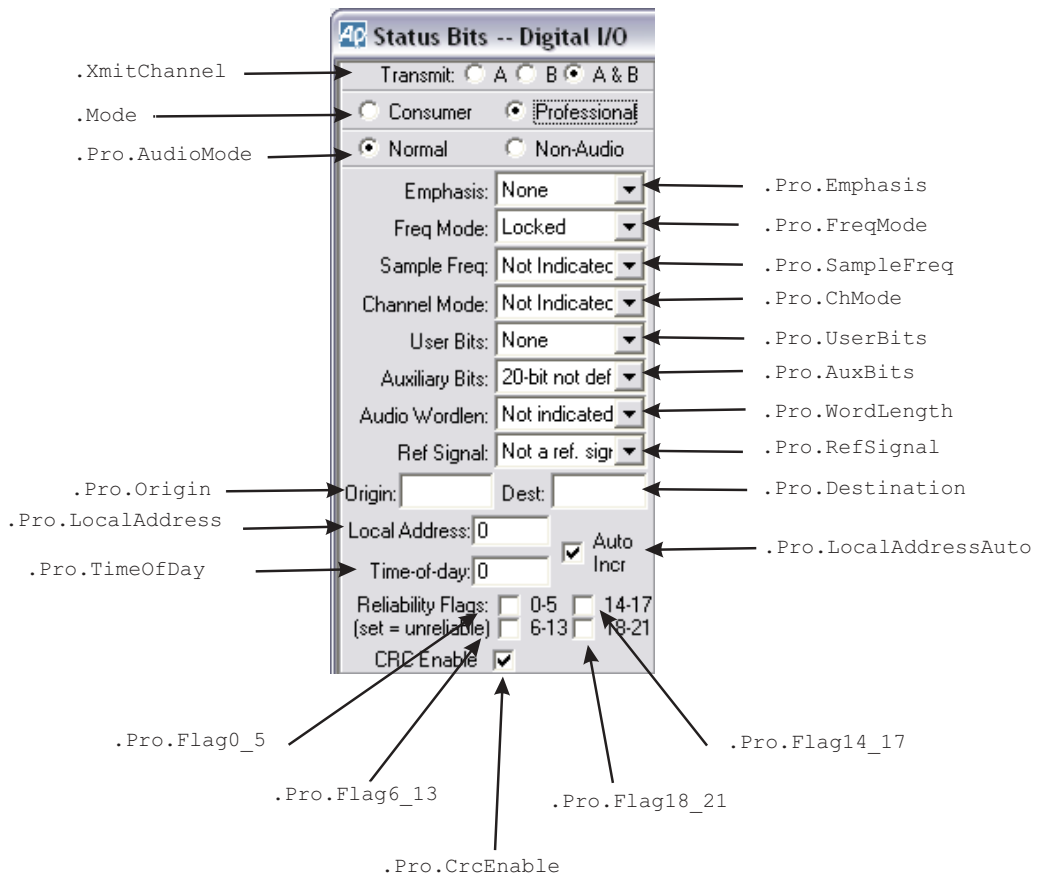 Ap Status Bits -- Digital I/O
.XmitChannel
Transmit: A B A & B
.Mode
Consumer Professional
.Pro.AudioMode
Normal Non-Audio
Emphasis: None
.Pro.Emphasis
Freq Mode: Locked
.Pro.FreqMode
Sample Freq: Not Indicatec
.Pro.SampleFreq
Channel Mode: Not Indicatec
.Pro.ChMode
User Bits: None
.Pro.UserBits
Auxiliary Bits: 20-bit not def
.Pro.AuxBits
Audio Wordlen: Not indicated
.Pro.WordLength
Ref Signal: Not a ref. sigr
.Pro.RefSignal
.Pro.Origin
Origin: Dest:
.Pro.Destination
.Pro.LocalAddress
Local Address: 0
Auto
Incr
.Pro.LocalAddressAuto
.Pro.TimeOfDay
Time-of-day: 0
Reliability Flags: 0-5 14-17
(set = unreliable) 6-13 18-21
CRC Enable
.Pro.Flag0_5
.Pro.Flag14_17
.Pro.Flag6_13
.Pro.Flag18_21
.Pro.CrcEnable